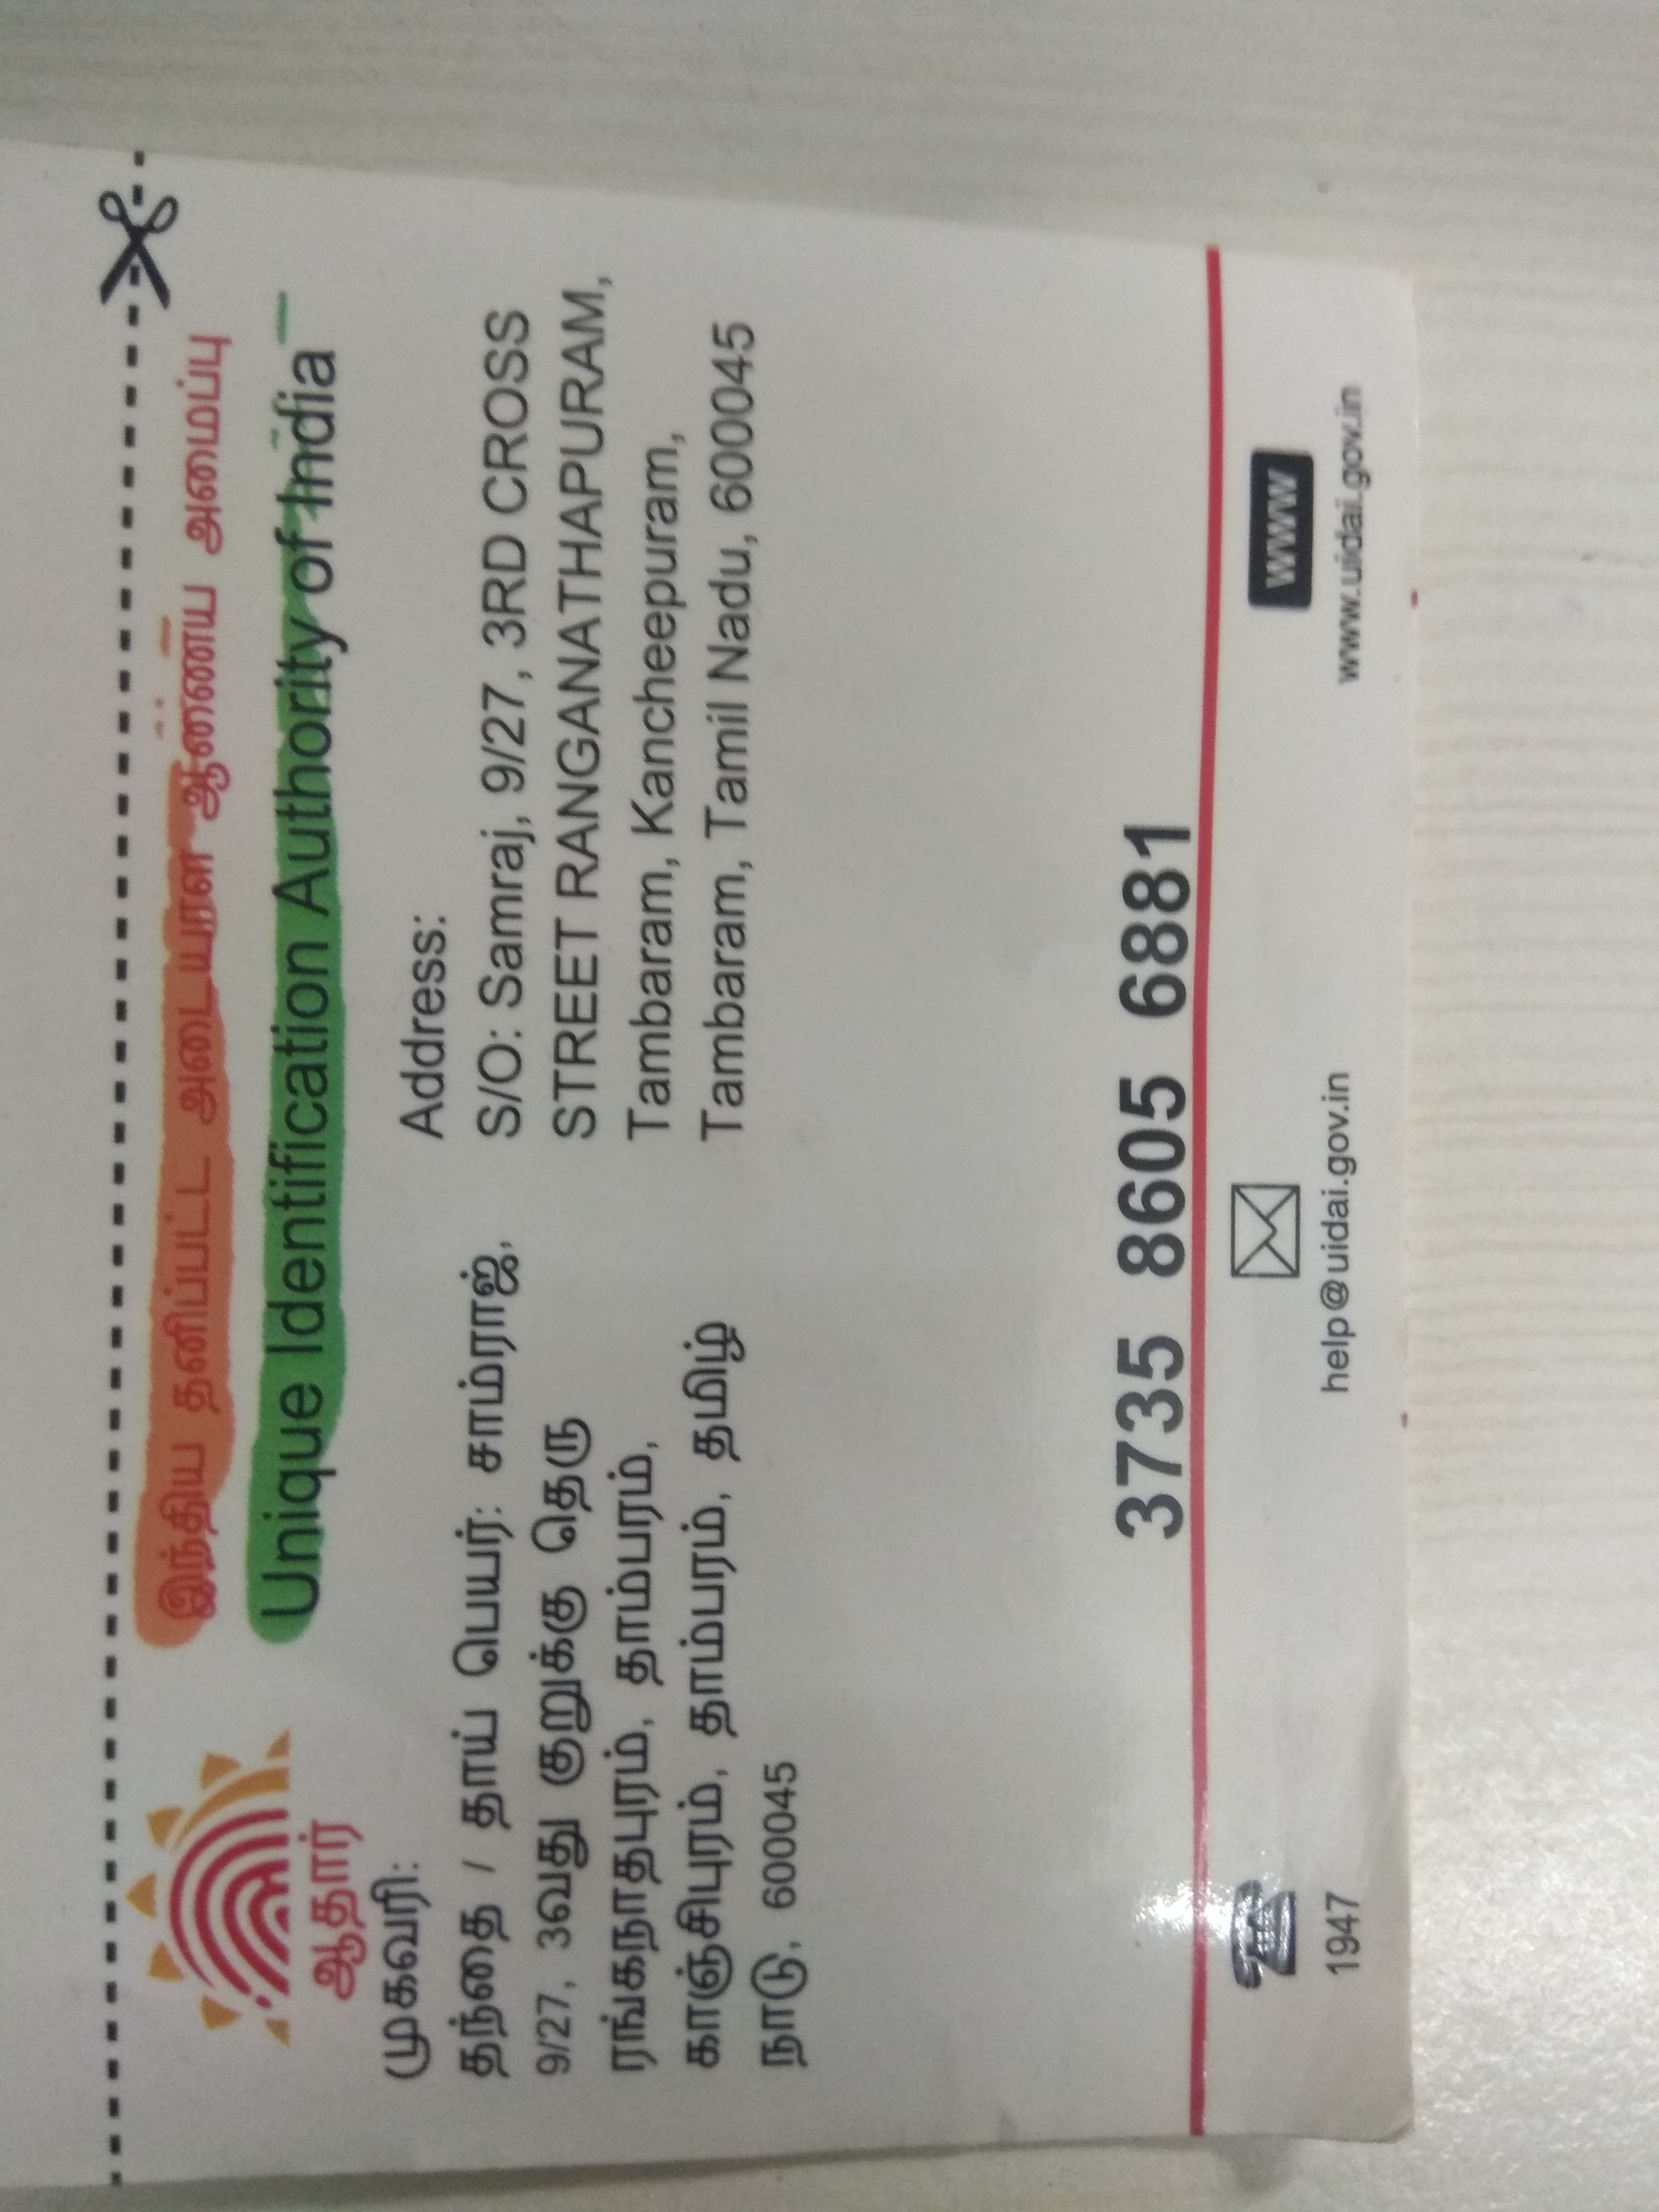 இந்திய தனிப்பட்ட அடையாள ஆணைய அமைப்பு
Unique Identification Authority of India
ஆதார்
முகவரி:
தந்தை / தாய் பெயர்: சாம்ராஜ்,
9/27, 3வது குறுக்கு தெரு
ரங்கநாதபுரம், தாம்பரம்,
காஞ்சிபுரம், தாம்பரம், தமிழ்
நாடு, 600045
Address:
S/O: Samraj, 9/27, 3RD CROSS
STREET RANGANATHAPURAM,
Tambaram, Kancheepuram,
Tambaram, Tamil Nadu, 600045
3735 8605 6881
1947
help@uidai.gov.in
WWW
www.uidai.gov.in